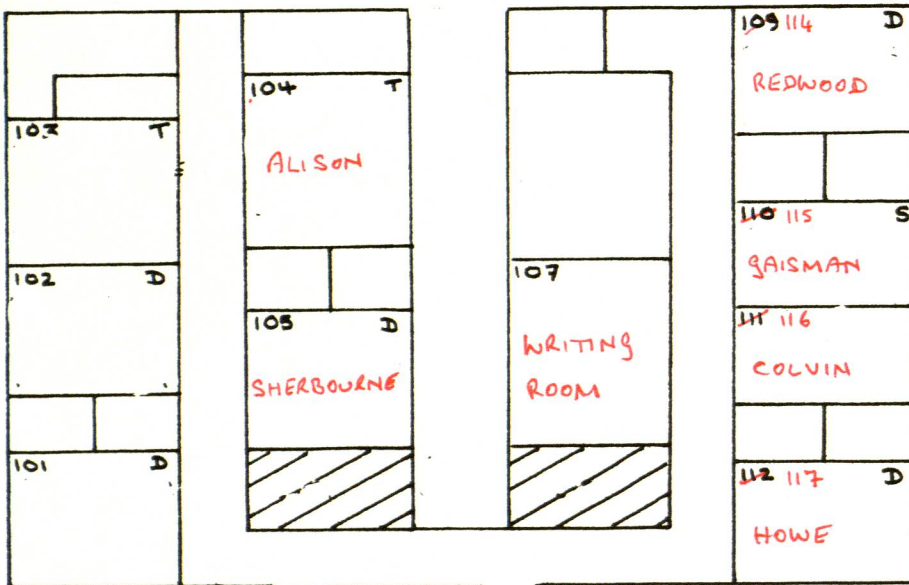 103 T
102 D
101 D
104 T
ALISON
105 D
SHERBOURNE
107
WRITING
ROOM
109 114 D
REDWOOD
110 115 S
GAISMAN
111 116
COLVIN
112 117 D
HOWE